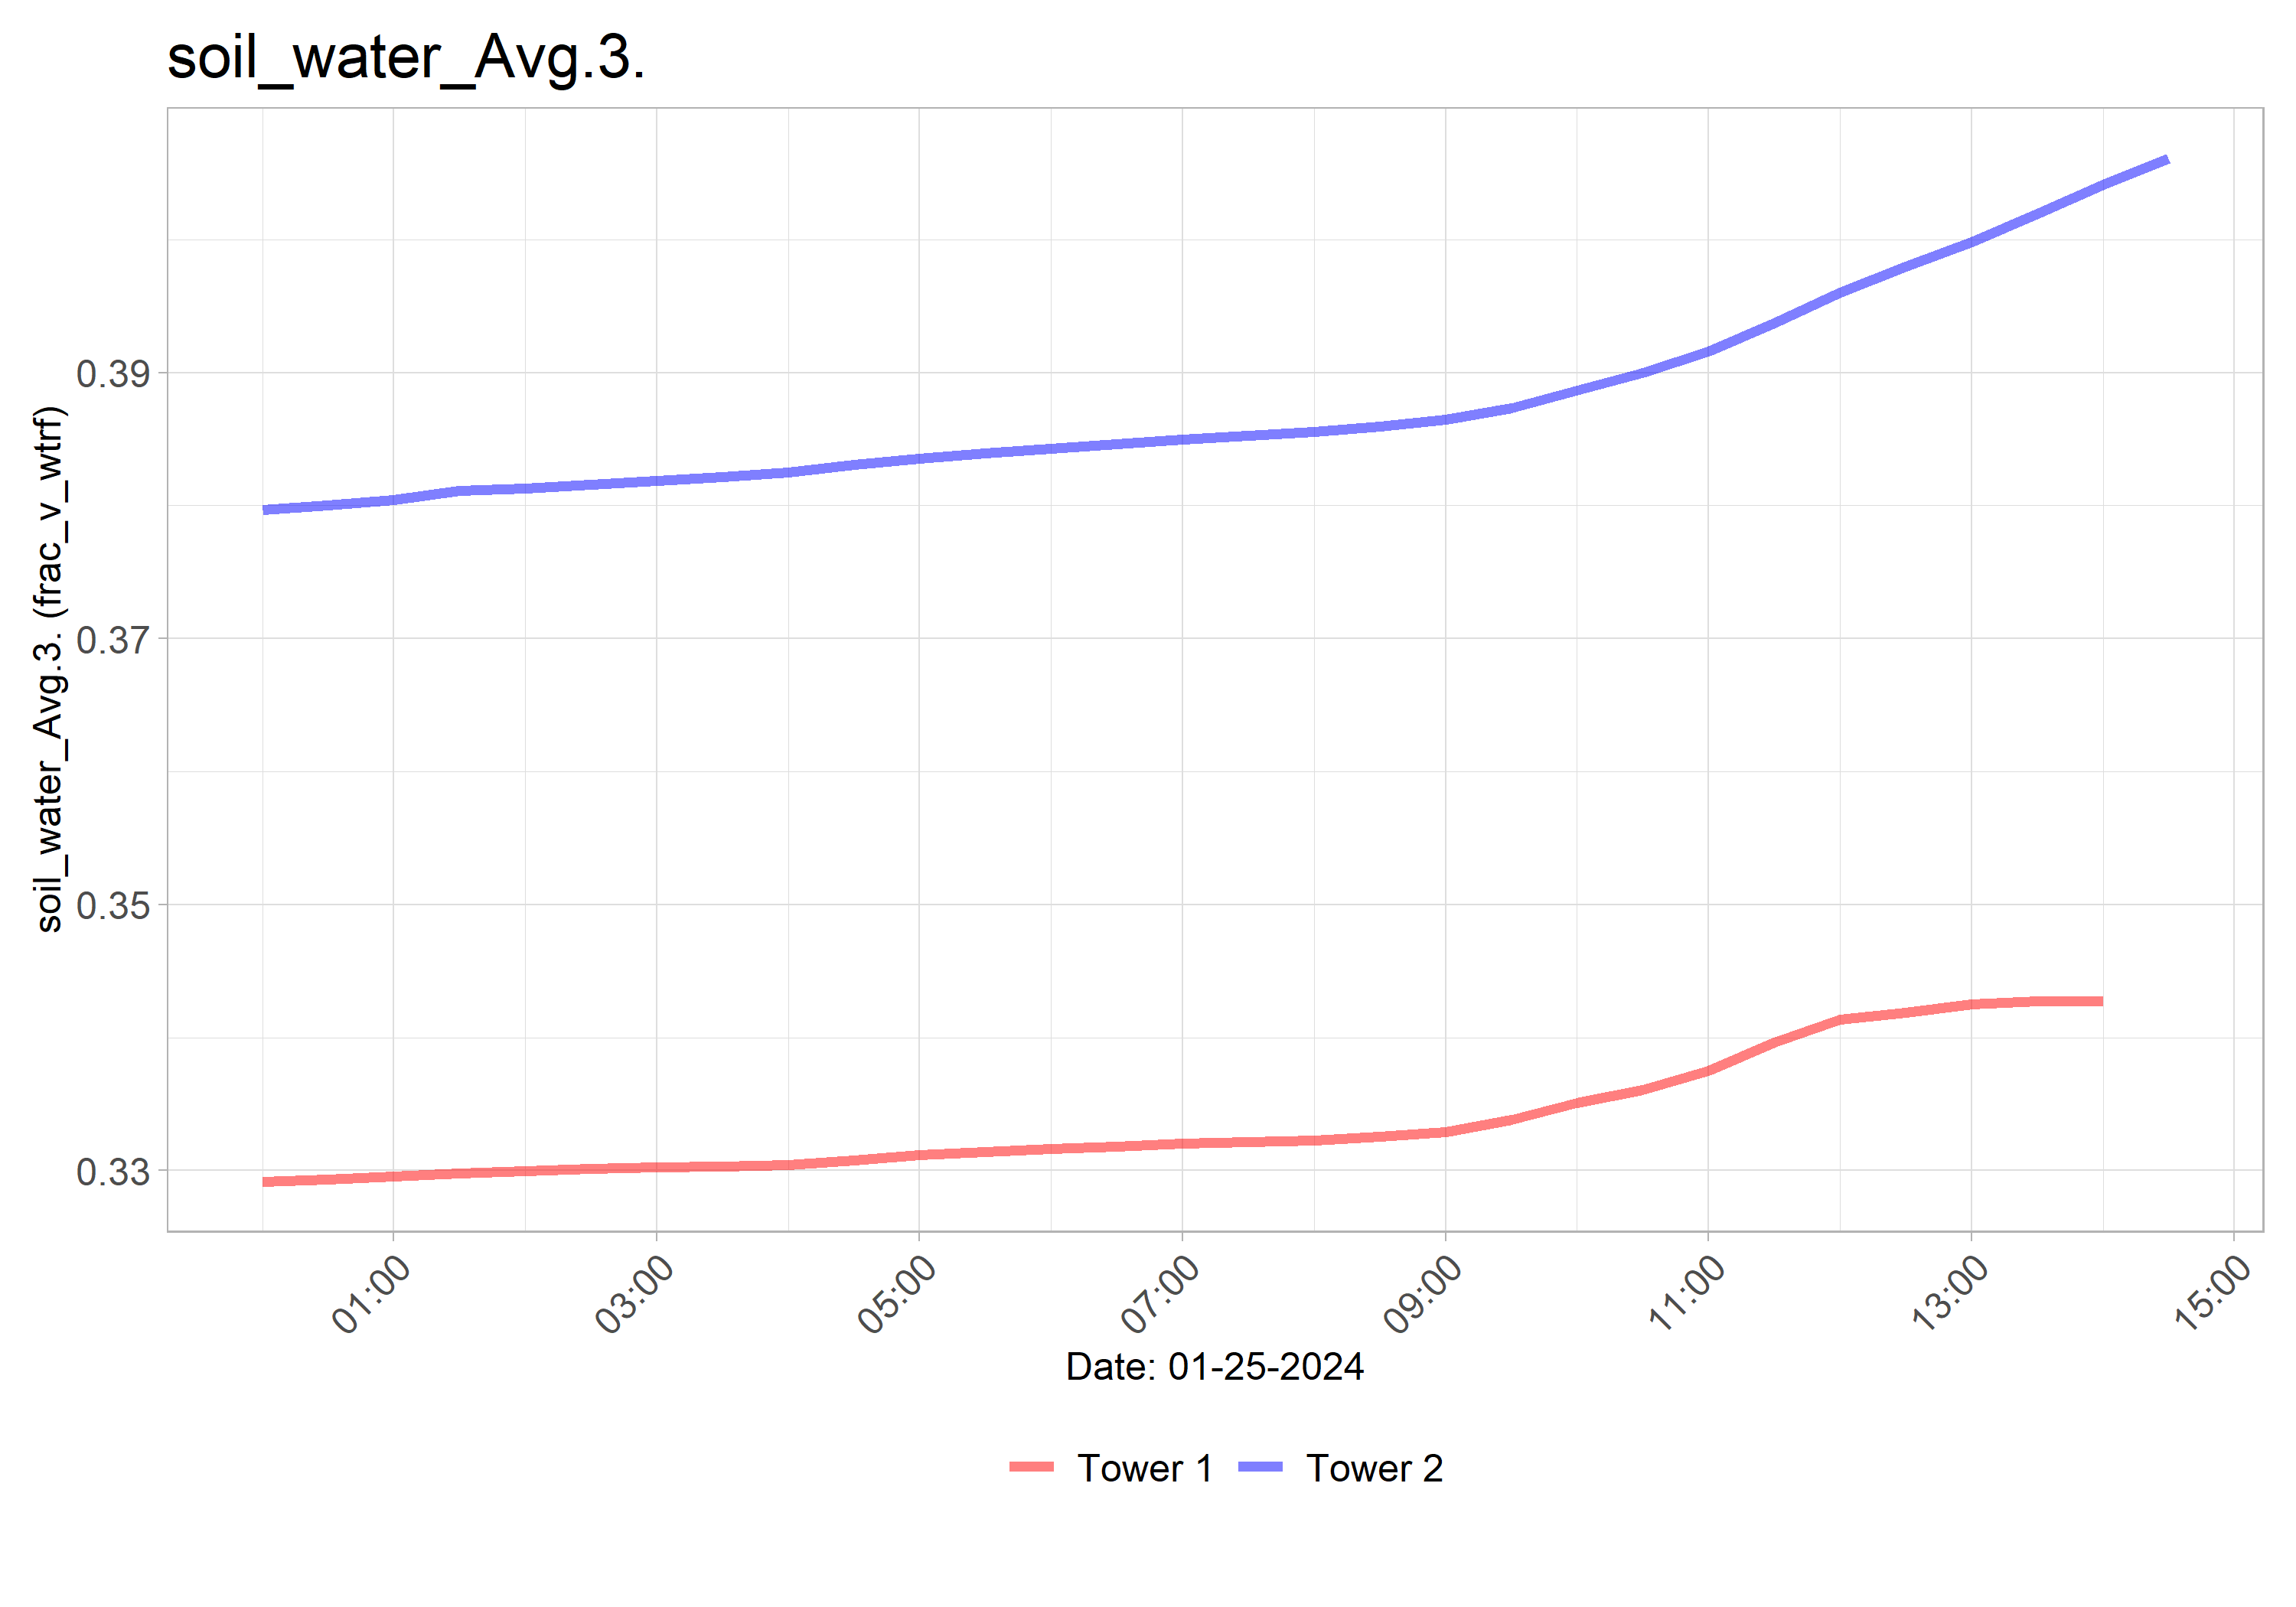 soil_water_Avg.3.
soil_water_Avg.3. (frac_v_wtrf)
0.39
0.37
0.35
0.33
01:00
03:00
05:00
07:00
09:00
11:00
13:00
15:00
Date: 01-25-2024
Tower 1
Tower 2